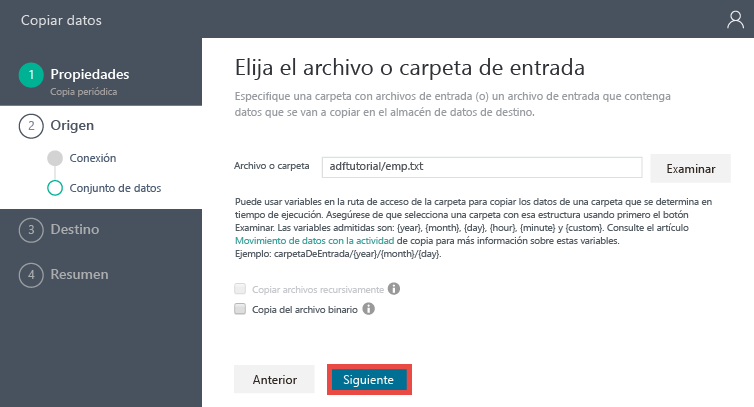 Copiar datos
1 Propiedades
Copia periódica
2 Origen
Conexión
Conjunto de datos
3 Destino
4 Resumen
Elija el archivo o carpeta de entrada
Especifique una carpeta con archivos de entrada (o) un archivo de entrada que contenga
datos que se van a copiar en el almacén de datos de destino.
Archivo o carpeta adftutorial/emp.txt Examinar
Puede usar variables en la ruta de acceso de la carpeta para copiar los datos de una carpeta que se determina en
tiempo de ejecución. Asegúrese de que selecciona una carpeta con esa estructura usando primero el botón
Examinar. Las variables admitidas son: {year}, {month}, {day}, {hour}, {minute} y {custom}. Consulte el artículo
Movimiento de datos con la actividad de copia para más información sobre estas variables.
Ejemplo: carpetaDeEntrada/{year}/{month}/{day}.
Copiar archivos recursivamente i
Copia del archivo binario i
Anterior Siguiente